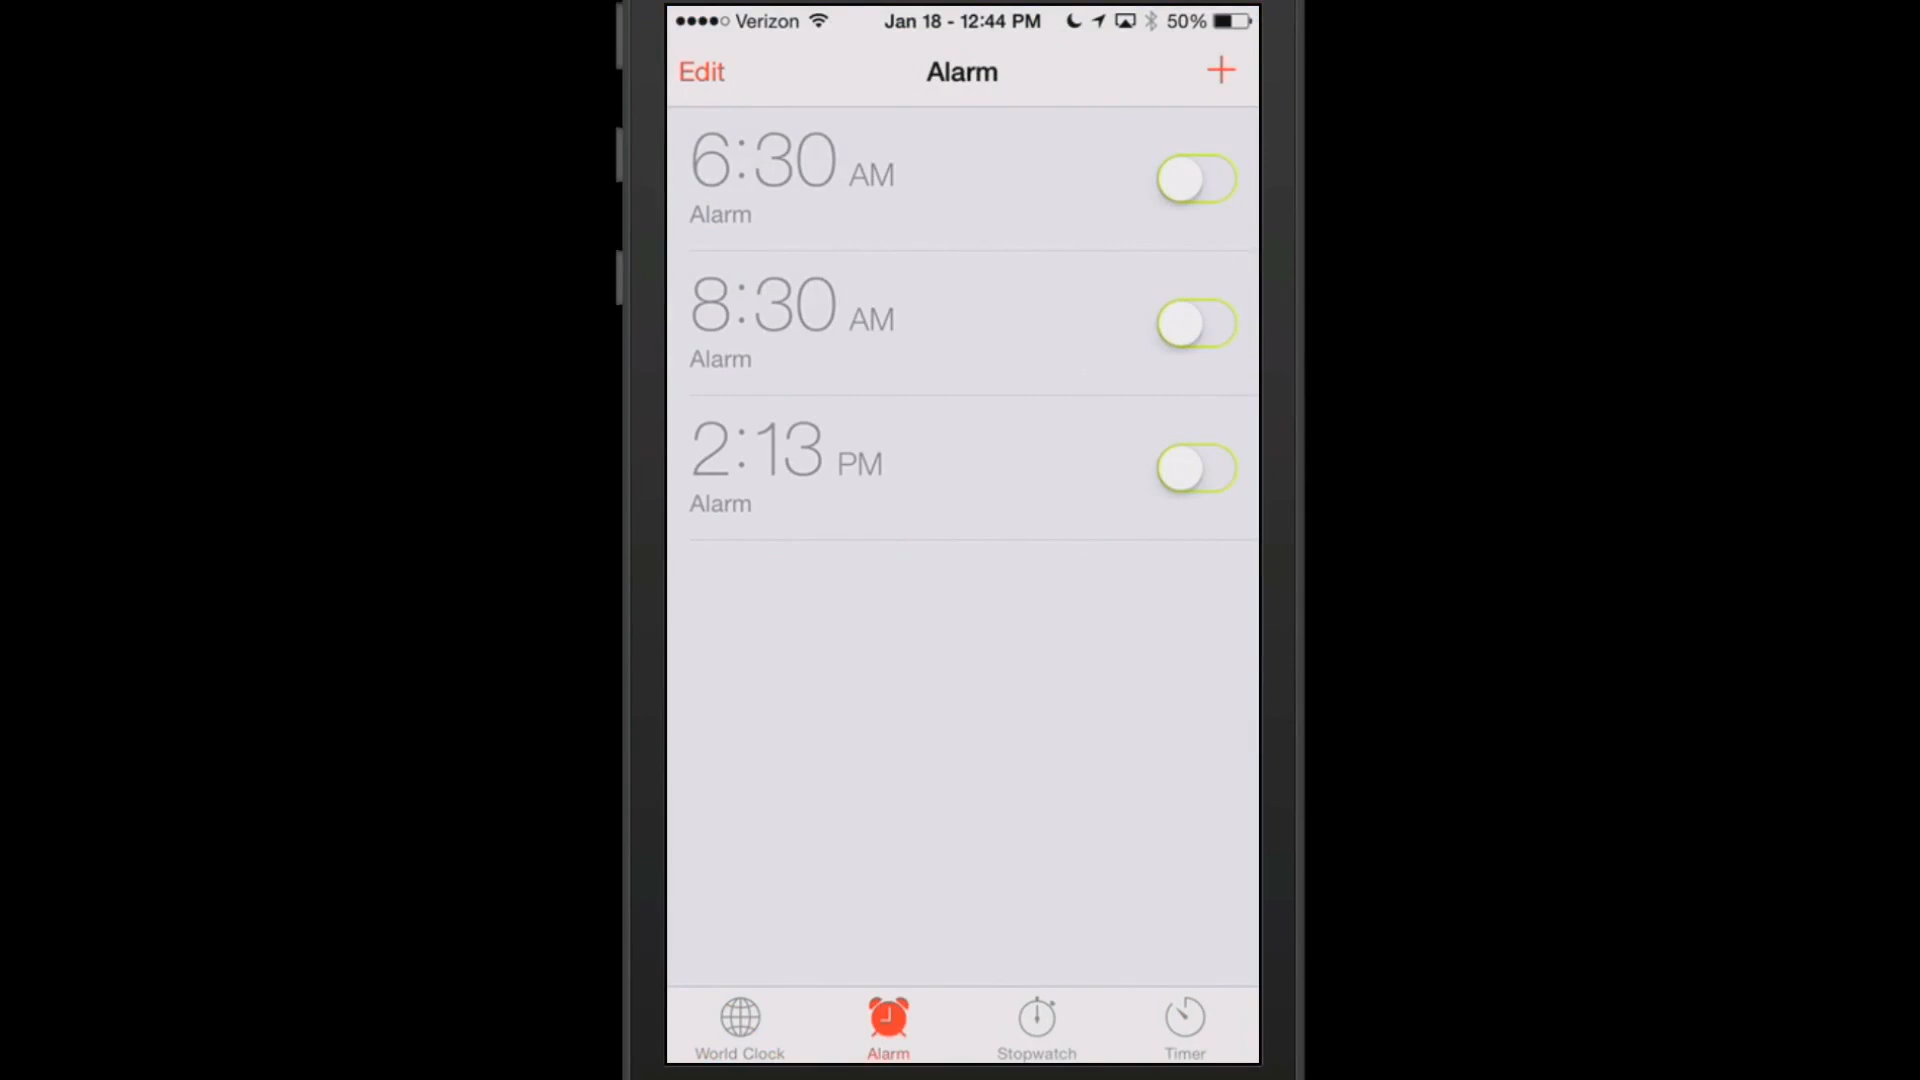 Verizon Jan 18 - 12:44 PM 50%
Edit Alarm +
6:30 AM
Alarm
8:30 AM
Alarm
2:13 PM
Alarm
World Clock Alarm Stopwatch Timer